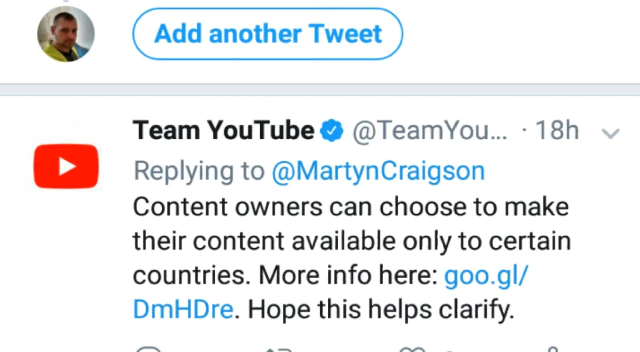 Add another Tweet
Team YouTube @TeamYou... · 18h
Replying to @MartynCraigson
Content owners can choose to make
their content available only to certain
countries. More info here: goo.gl/
DmHDre. Hope this helps clarify.